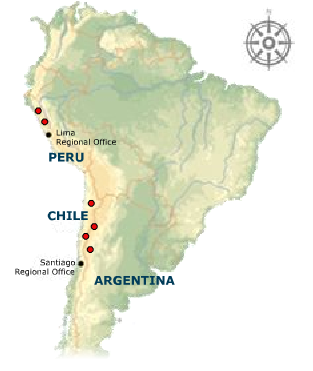 N
Lima
Regional Office
PERU
CHILE
Santiago
Regional Office
ARGENTINA